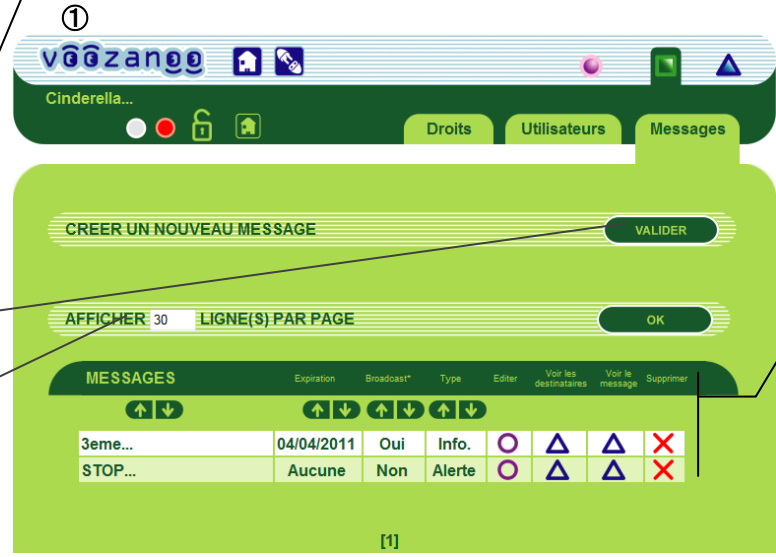 ①
voozanoo
Cinderella...
Droits Utilisateurs Messages
CREER UN NOUVEAU MESSAGE VALIDER
AFFICHER 30 LIGNE(S) PAR PAGE OK
MESSAGES Expiration Broadcast* Type Editer Voir les destinataires Voir le message Supprimer
3eme... 04/04/2011 Oui Info.
STOP... Aucune Non Alerte
[1]